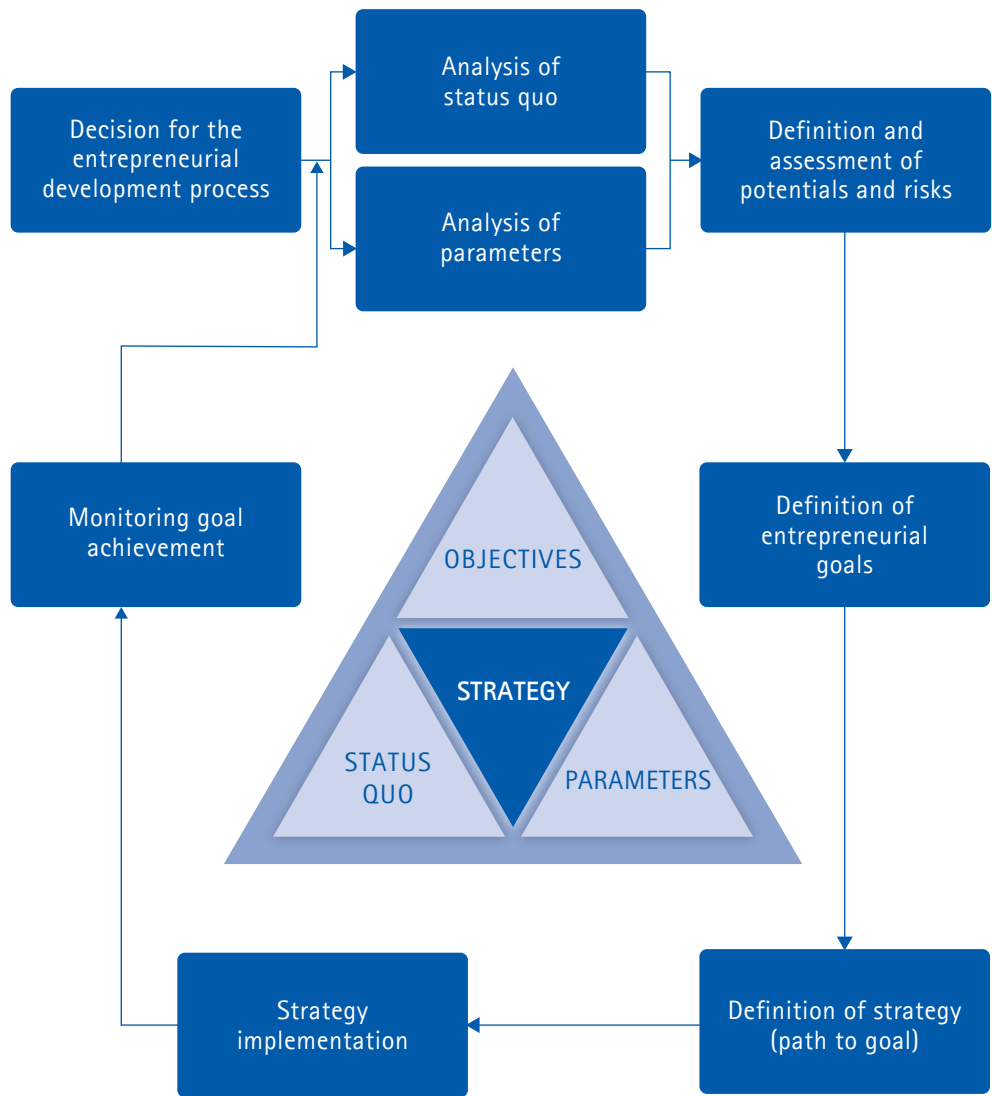 Decision for the
entrepreneurial
development process
Analysis of
status quo
Analysis of
parameters
Definition and
assessment of
potentials and risks
Monitoring goal
achievement
Definition of
entrepreneurial
goals
OBJECTIVES
STRATEGY
STATUS
QUO
PARAMETERS
Strategy
implementation
Definition of strategy
(path to goal)